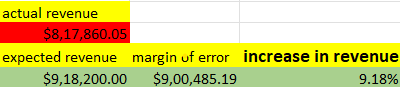 actual revenue
$8,17,860.05
expected revenue margin of error increase in revenue
$9,18,200.00 $9,00,485.19 9.18%